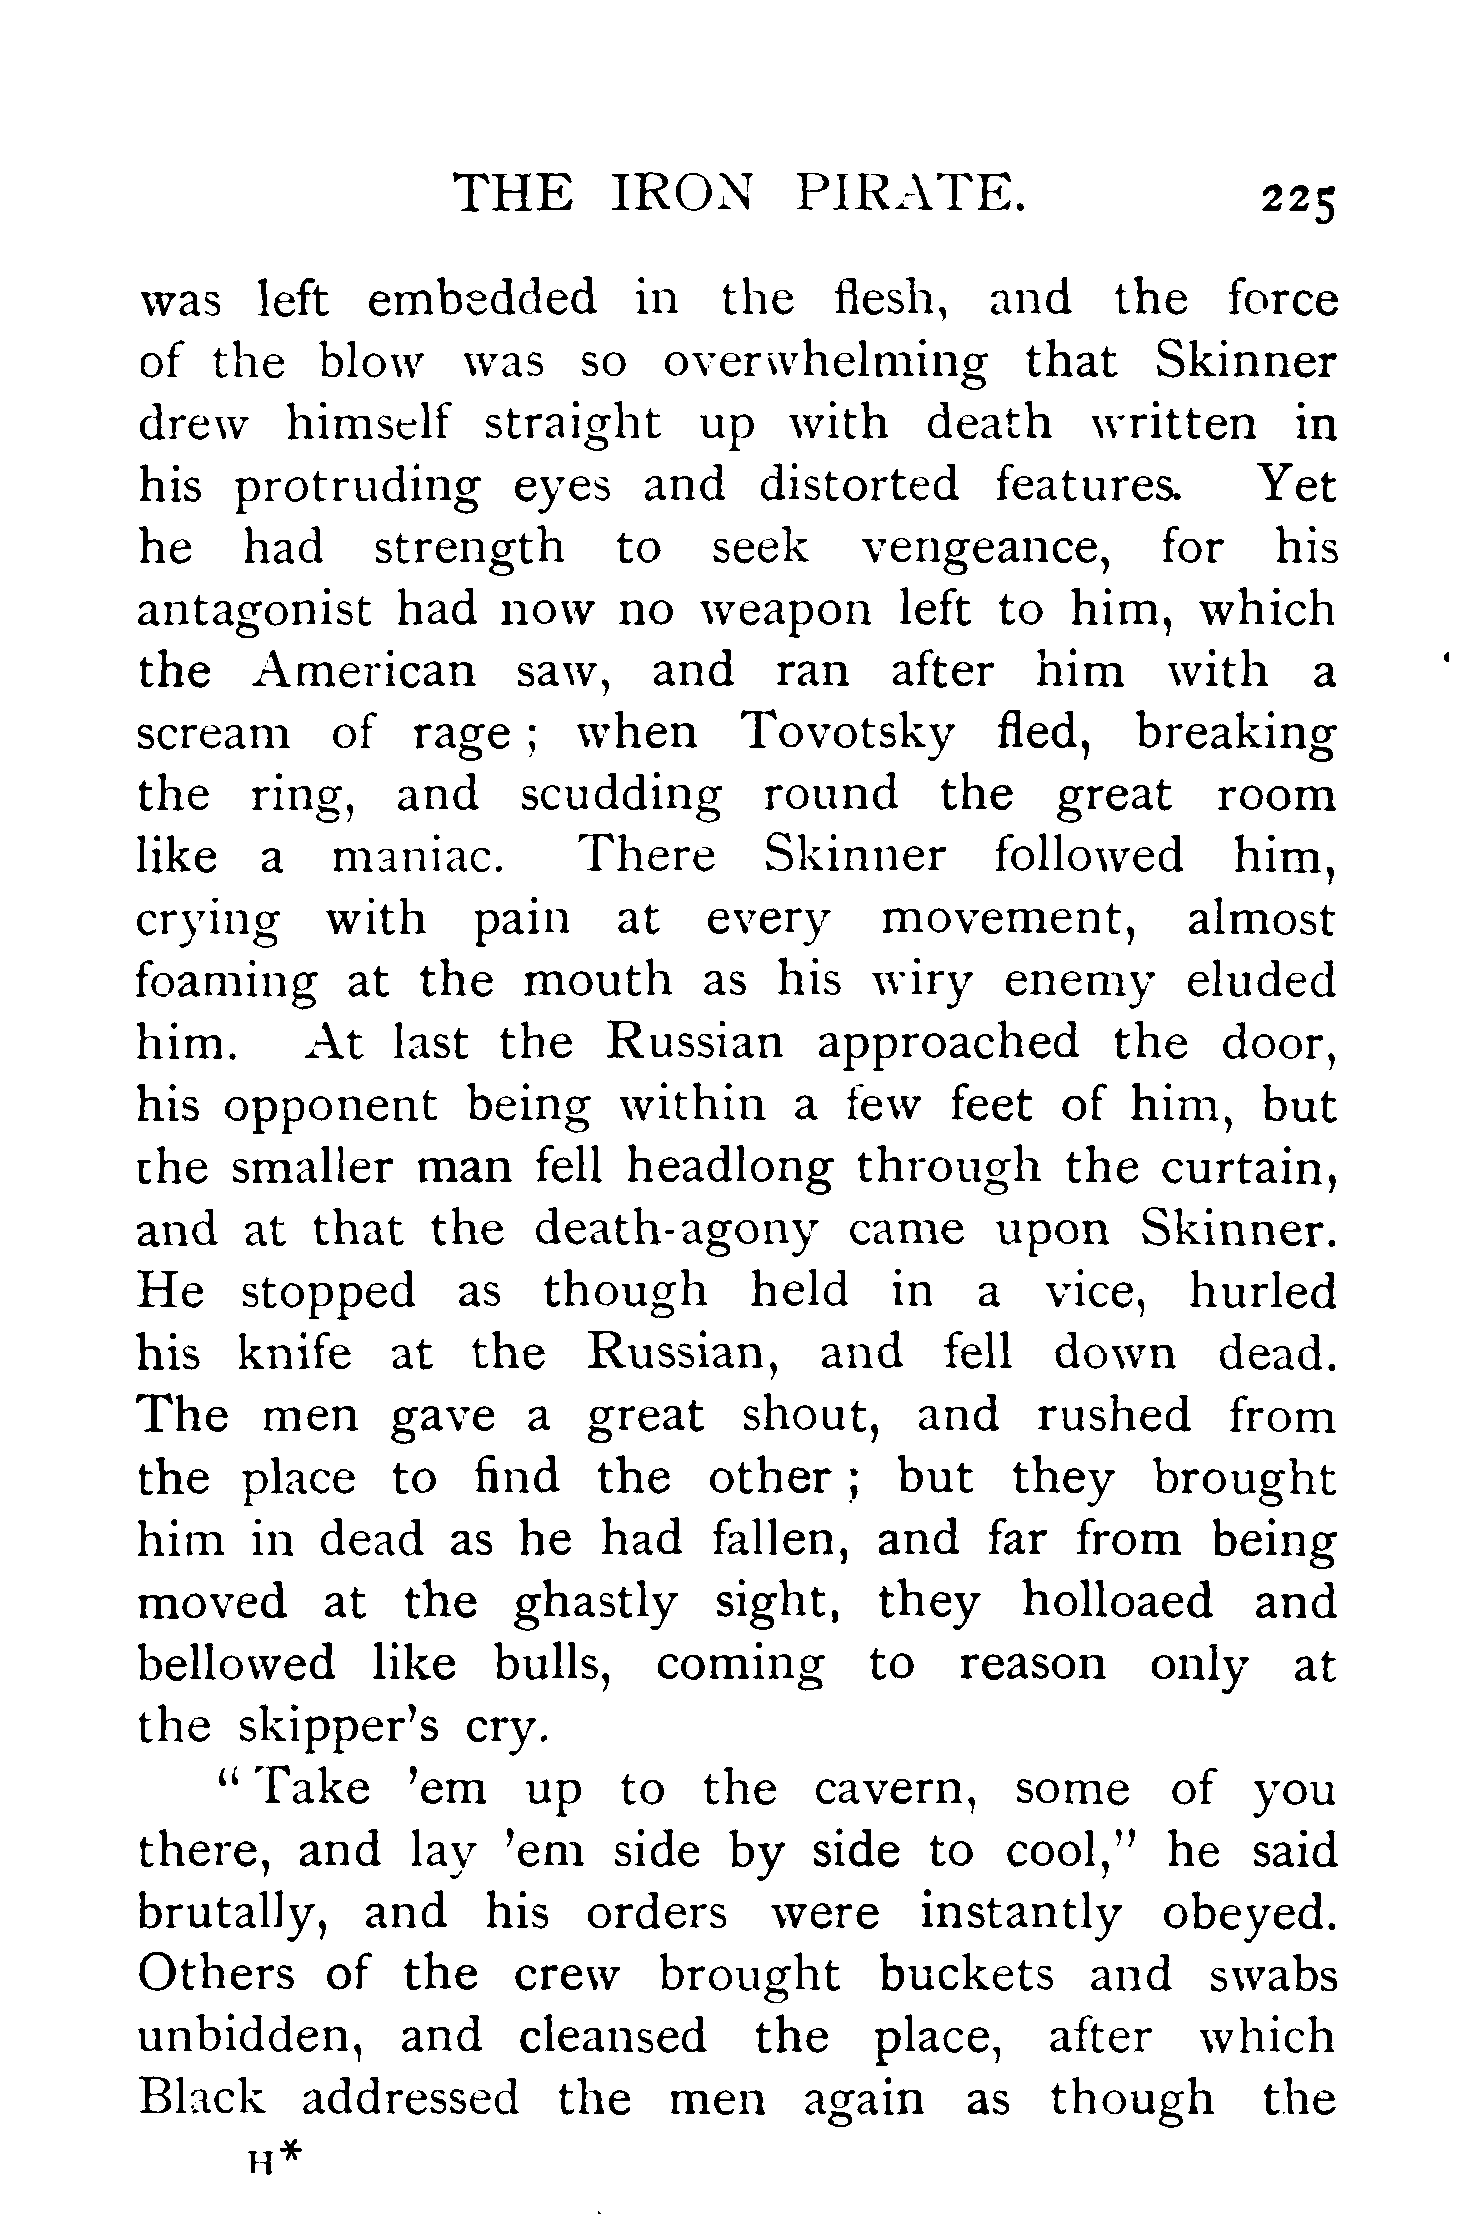 THE IRON PIRATE. 225
was left embedded in the flesh, and the force
of the blow was so overwhelming that Skinner
drew himself straight up with death written in
his protruding eyes and distorted features. Yet
he had strength to seek vengeance, for his
antagonist had now no weapon left to him, which
the American saw, and ran after him with a
scream of rage ; when Tovotsky fled, breaking
the ring, and scudding round the great room
like a maniac. There Skinner followed him,
crying with pain at every movement, almost
foaming at the mouth as his wiry enemy eluded
him. At last the Russian approached the door,
his opponent being within a few feet of him, but
the smaller man fell headlong through the curtain,
and at that the death-agony came upon Skinner.
He stopped as though held in a vice, hurled
his knife at the Russian, and fell down dead.
The men gave a great shout, and rushed from
the place to find the other ; but they brought
him in dead as he had fallen, and far from being
moved at the ghastly sight, they holloaed and
bellowed like bulls, coming to reason only at
the skipper's cry.
" Take 'em up to the cavern, some of you
there, and lay 'em side by side to cool," he said
brutally, and his orders were instantly obeyed.
Others of the crew brought buckets and swabs
unbidden, and cleansed the place, after which
Black addressed the men again as though the
H*